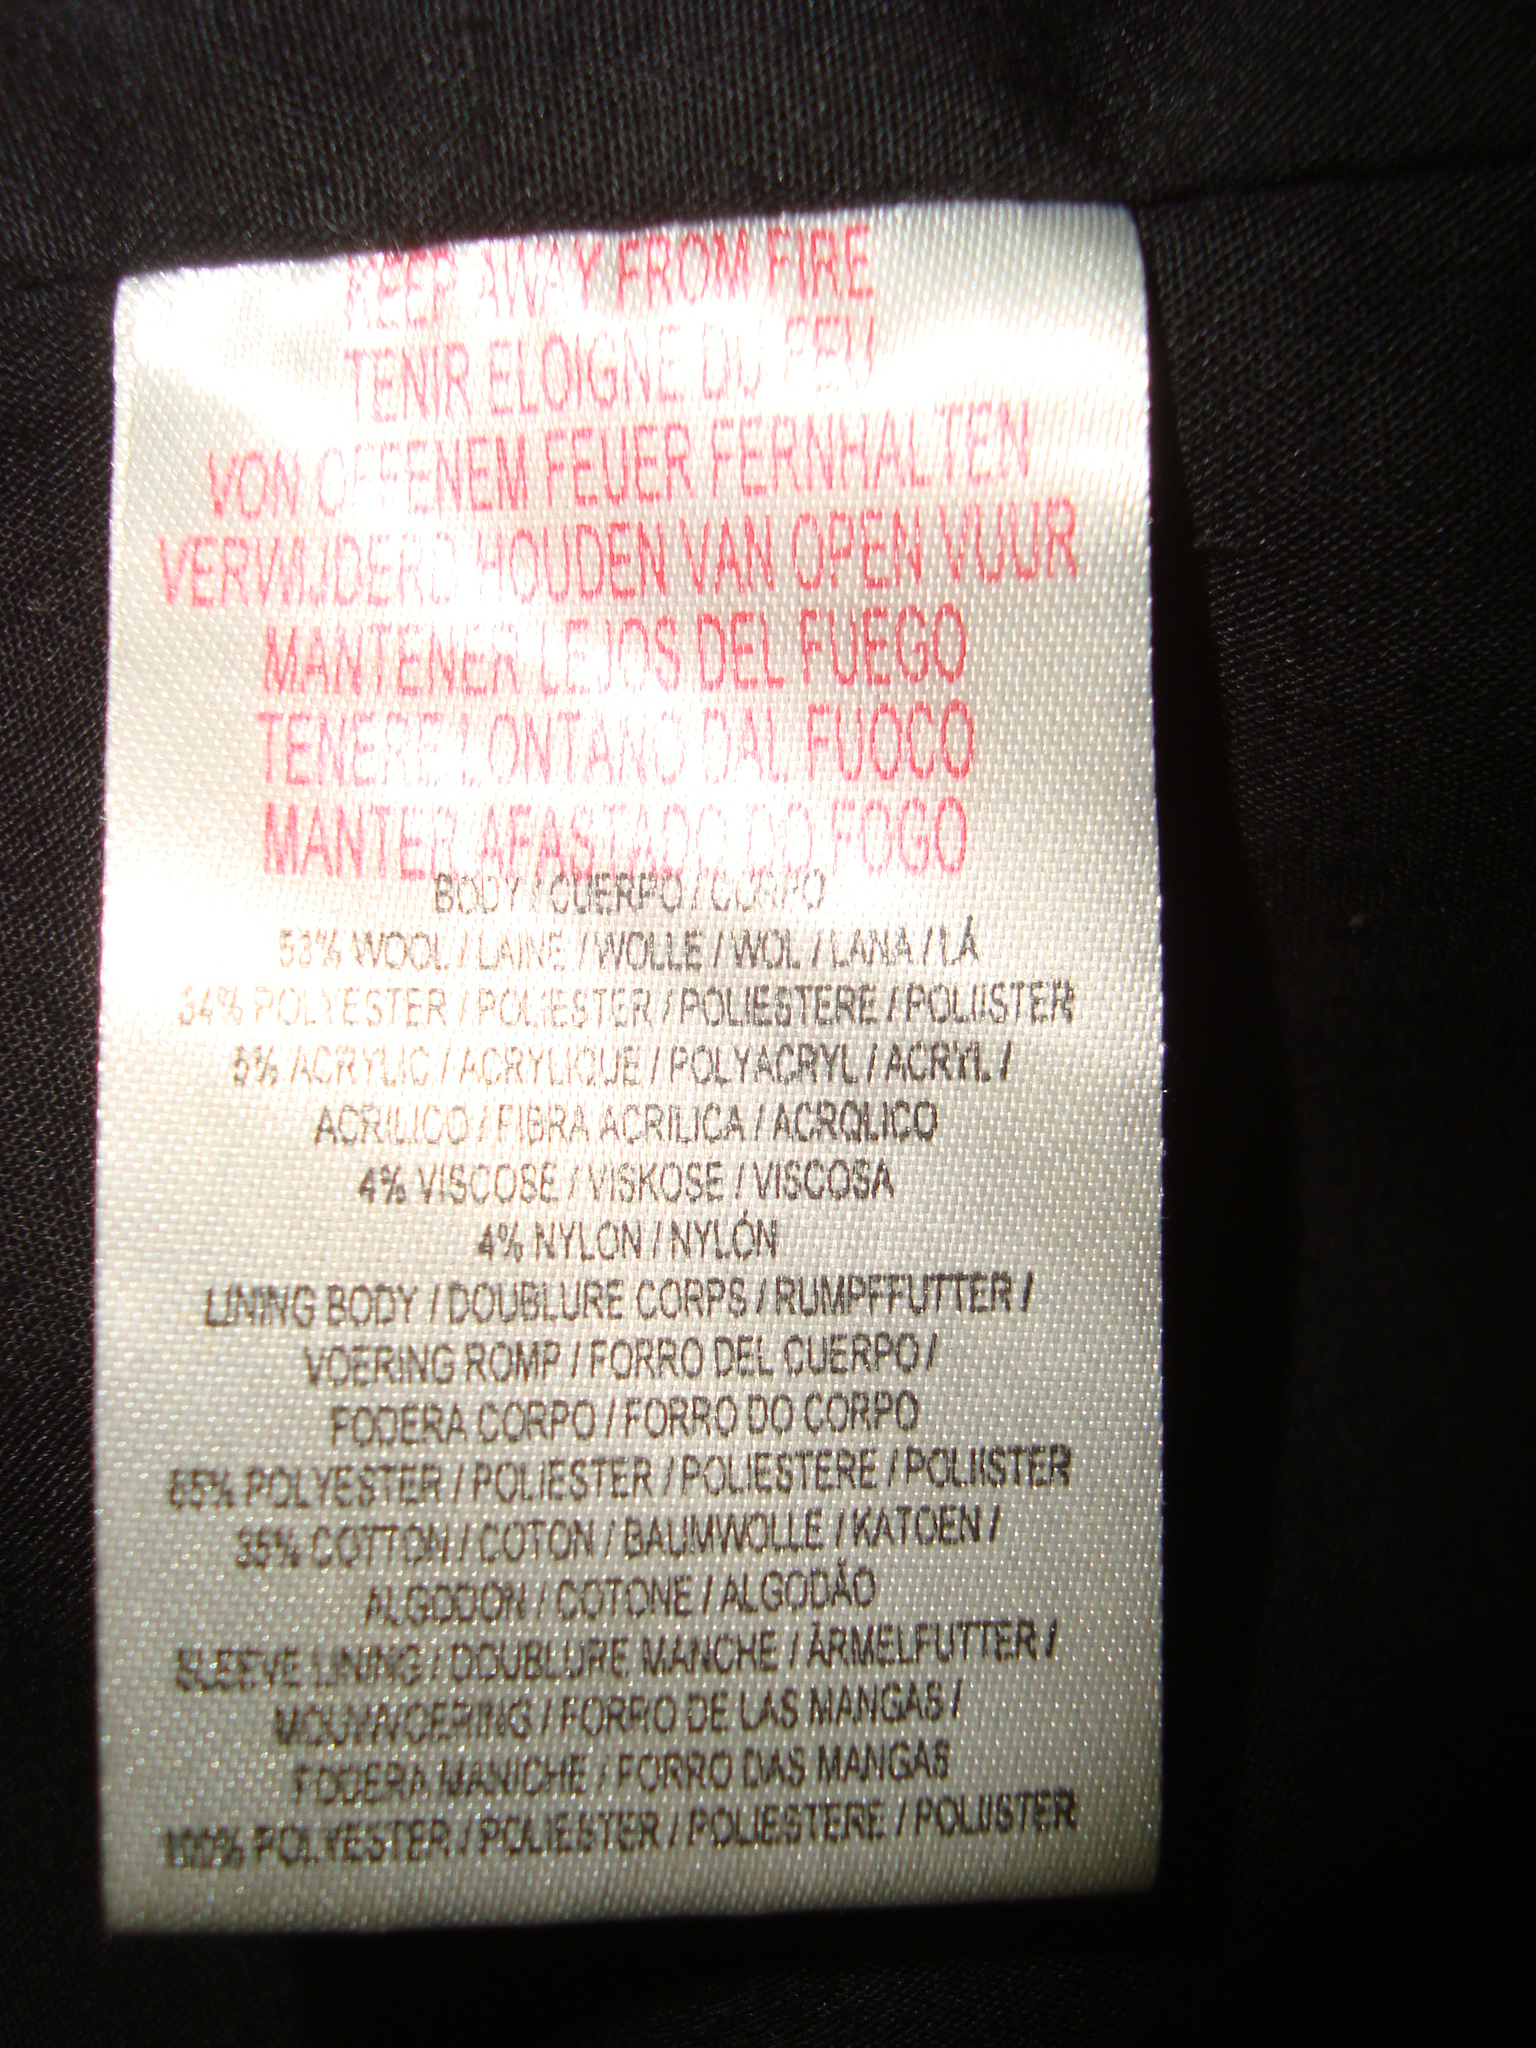 KEEP AWAY FROM FIRE
TENIR ELOIGNE DU FEU
VON OFFENEM FEUER FERNHALTEN
VERWIJDERD HOUDEN VAN OPEN VUUR
MANTENER LEJOS DEL FUEGO
TENERE LONTANO DAL FUOCO
MANTER AFASTADO DO FOGO
BODY / CUERPO / CORPO
53% WOOL / LAINE / WOLLE / WOL / LANA / LÁ
34% POLYESTER / POLIESTER / POLIESTERE / POLIISTER
5% ACRYLIC / ACRYLIQUE / POLYACRYL / ACRYL /
ACRILICO / FIBRA ACRILICA / ACRQLICO
4% VISCOSE / VISKOSE / VISCOSA
4% NYLON / NYLÓN
LINING BODY / DOUBLURE CORPS / RUMPFFUTTER /
VOERING ROMP / FORRO DEL CUERPO /
FODERA CORPO / FORRO DO CORPO
65% POLYESTER / POLIESTER / POLIESTERE / POLIISTER
35% COTTON / COTON / BAUMWOLLE / KATOEN /
ALGODON / COTONE / ALGODÃO
SLEEVE LINING / DOUBLURE MANCHE / ÄRMELFUTTER /
MOUWVOERING / FORRO DE LAS MANGAS /
FODERA MANICHE / FORRO DAS MANGAS
100% POLYESTER / POLIESTER / POLIESTERE / POLIISTER